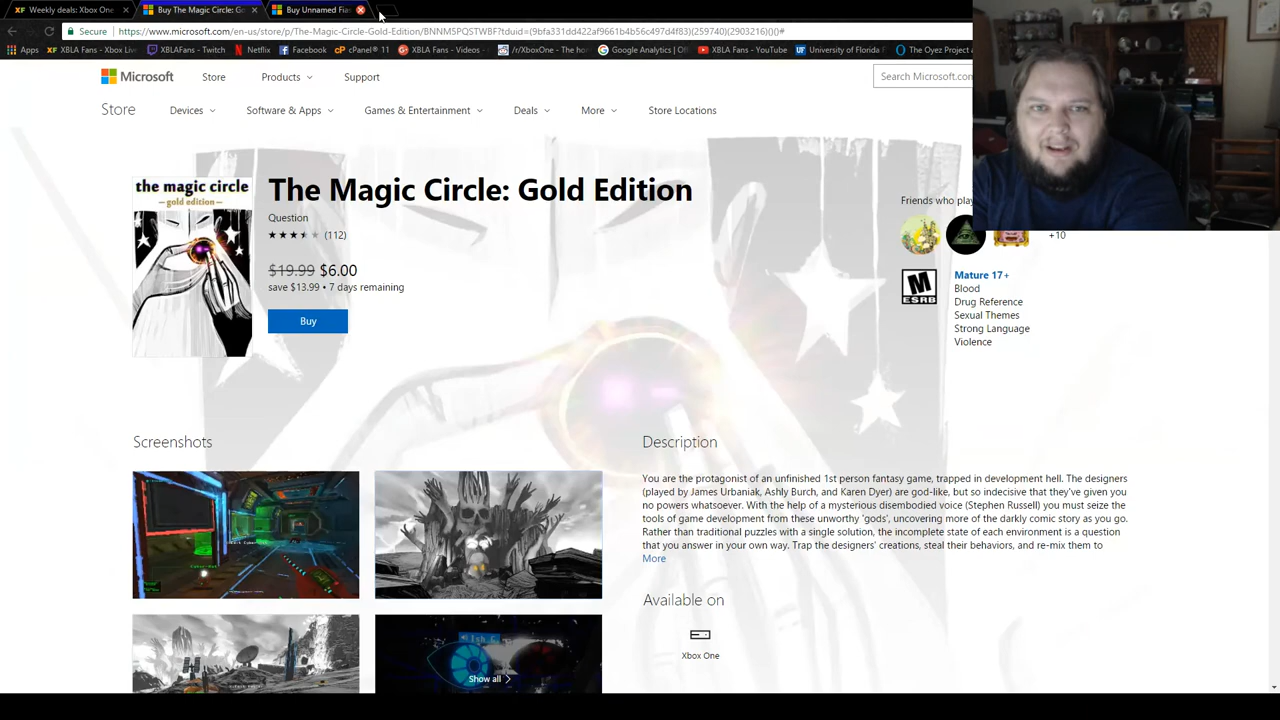 Weekly deals: Xbox One
Buy The Magic Circle: Go
Buy Unnamed Fias
Secure
https://www.microsoft.com/en-us/store/p/The-Magic-Circle-Gold-Edition/BNNM5PQSTWBF?tduid=(9bfa331dd422af9661b4b56c497d4f83)(259740)(2903216)()()#
Apps
XBLA Fans - Xbox Live
XBLAFans - Twitch
Netflix
Facebook
cPanel® 11
XBLA Fans - Videos -
/r/XboxOne - The hom
Google Analytics | Off
XBLA Fans - YouTube
University of Florida
The Oyez Project a
Microsoft
Store
Products
Support
Search Microsoft.com
Store
Devices
Software & Apps
Games & Entertainment
Deals
More
Store Locations
the magic circle
—gold edition—
The Magic Circle: Gold Edition
Question
(112)
$19.99 $6.00
save $13.99 • 7 days remaining
Buy
Friends who play
+10
M
ESRB
Mature 17+
Blood
Drug Reference
Sexual Themes
Strong Language
Violence
Screenshots
Show all
Description
You are the protagonist of an unfinished 1st person fantasy game, trapped in development hell. The designers
(played by James Urbaniak, Ashly Burch, and Karen Dyer) are god-like, but so indecisive that they've given you
no powers whatsoever. With the help of a mysterious disembodied voice (Stephen Russell) you must seize the
tools of game development from these unworthy 'gods', uncovering more of the darkly comic story as you go.
Rather than traditional puzzles with a single solution, the incomplete state of each environment is a question
that you answer in your own way. Trap the designers' creations, steal their behaviors, and re-mix them to
More
Available on
Xbox One